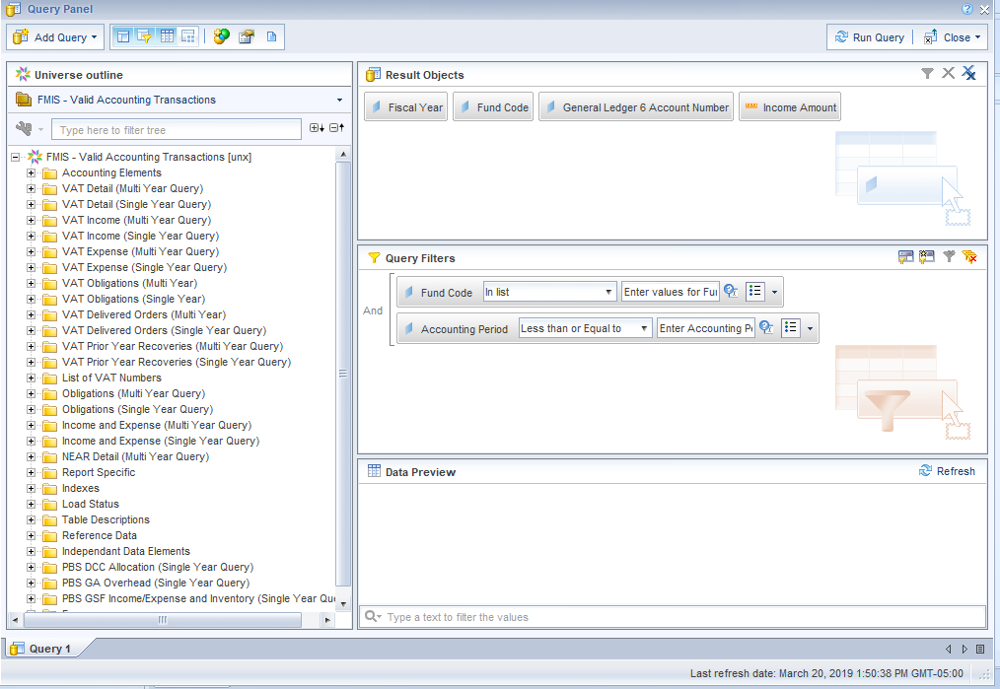 Query Panel
Add Query
Run Query
Close
Universe outline
FMIS - Valid Accounting Transactions
Type here to filter tree
FMIS - Valid Accounting Transactions [unx]
Accounting Elements
VAT Detail (Multi Year Query)
VAT Detail (Single Year Query)
VAT Income (Multi Year Query)
VAT Income (Single Year Query)
VAT Expense (Multi Year Query)
VAT Expense (Single Year Query)
VAT Obligations (Multi Year)
VAT Obligations (Single Year)
VAT Delivered Orders (Multi Year)
VAT Delivered Orders (Single Year Query)
VAT Prior Year Recoveries (Multi Year Query)
VAT Prior Year Recoveries (Single Year Query)
List of VAT Numbers
Obligations (Multi Year Query)
Obligations (Single Year Query)
Income and Expense (Multi Year Query)
Income and Expense (Single Year Query)
NEAR Detail (Multi Year Query)
Report Specific
Indexes
Load Status
Table Descriptions
Reference Data
Independant Data Elements
PBS DCC Allocation (Single Year Query)
PBS GA Overhead (Single Year Query)
PBS GSF Income/Expense and Inventory (Single Year Qu
Result Objects
Fiscal Year
Fund Code
General Ledger 6 Account Number
Income Amount
Query Filters
And
Fund Code
In list
Enter values for Fu
Accounting Period
Less than or Equal to
Enter Accounting P
Data Preview
Refresh
Type a text to filter the values
Query 1
Last refresh date: March 20, 2019 1:50:38 PM GMT-05:00